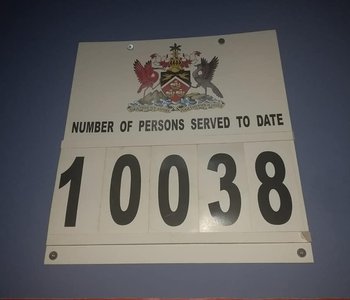 NUMBER OF PERSONS SERVED TO DATE
10038